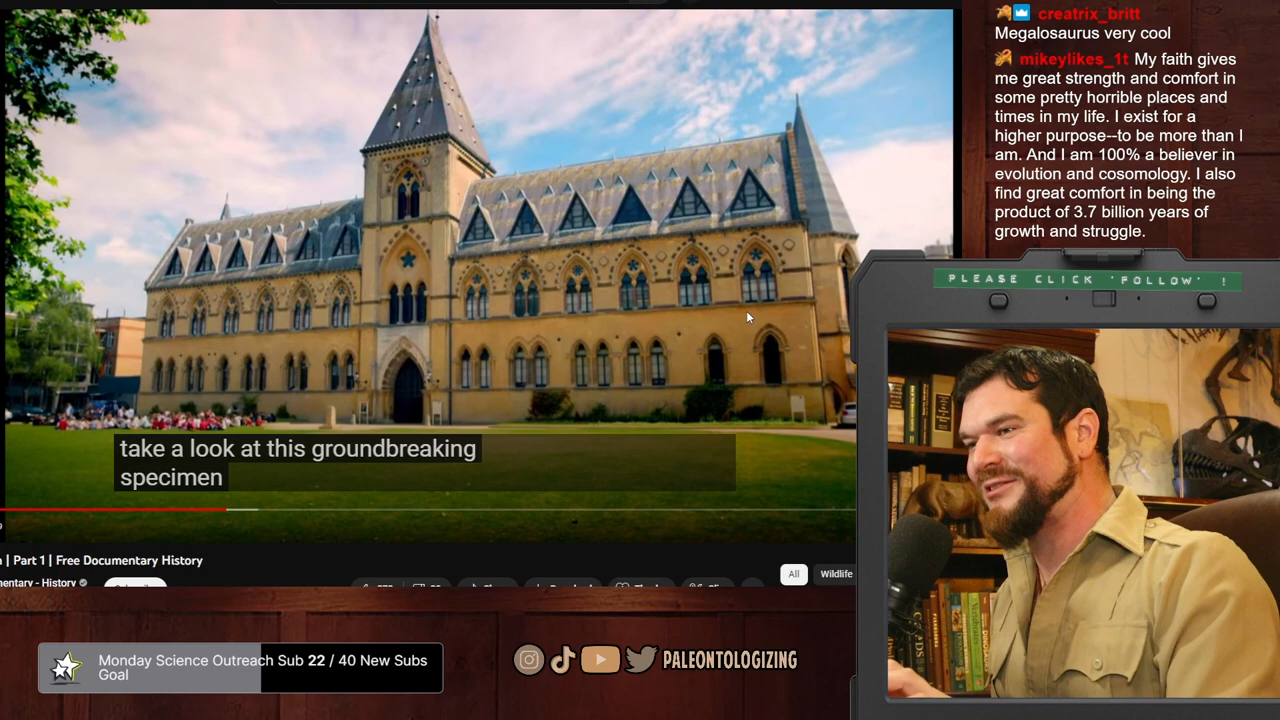 creatrix_britt
Megalosaurus very cool
mikeylikes_1t My faith gives
me great strength and comfort in
some pretty horrible places and
times in my life. I exist for a
higher purpose--to be more than I
am. And I am 100% a believer in
evolution and cosomology. I also
find great comfort in being the
product of 3.7 billion years of
growth and struggle.
PLEASE CLICK "FOLLOW" !
take a look at this groundbreaking
specimen
| Part 1 | Free Documentary History
mentary - History
All
Wildlife
Monday Science Outreach Sub 22 / 40 New Subs
Goal
PALEONTOLOGIZING